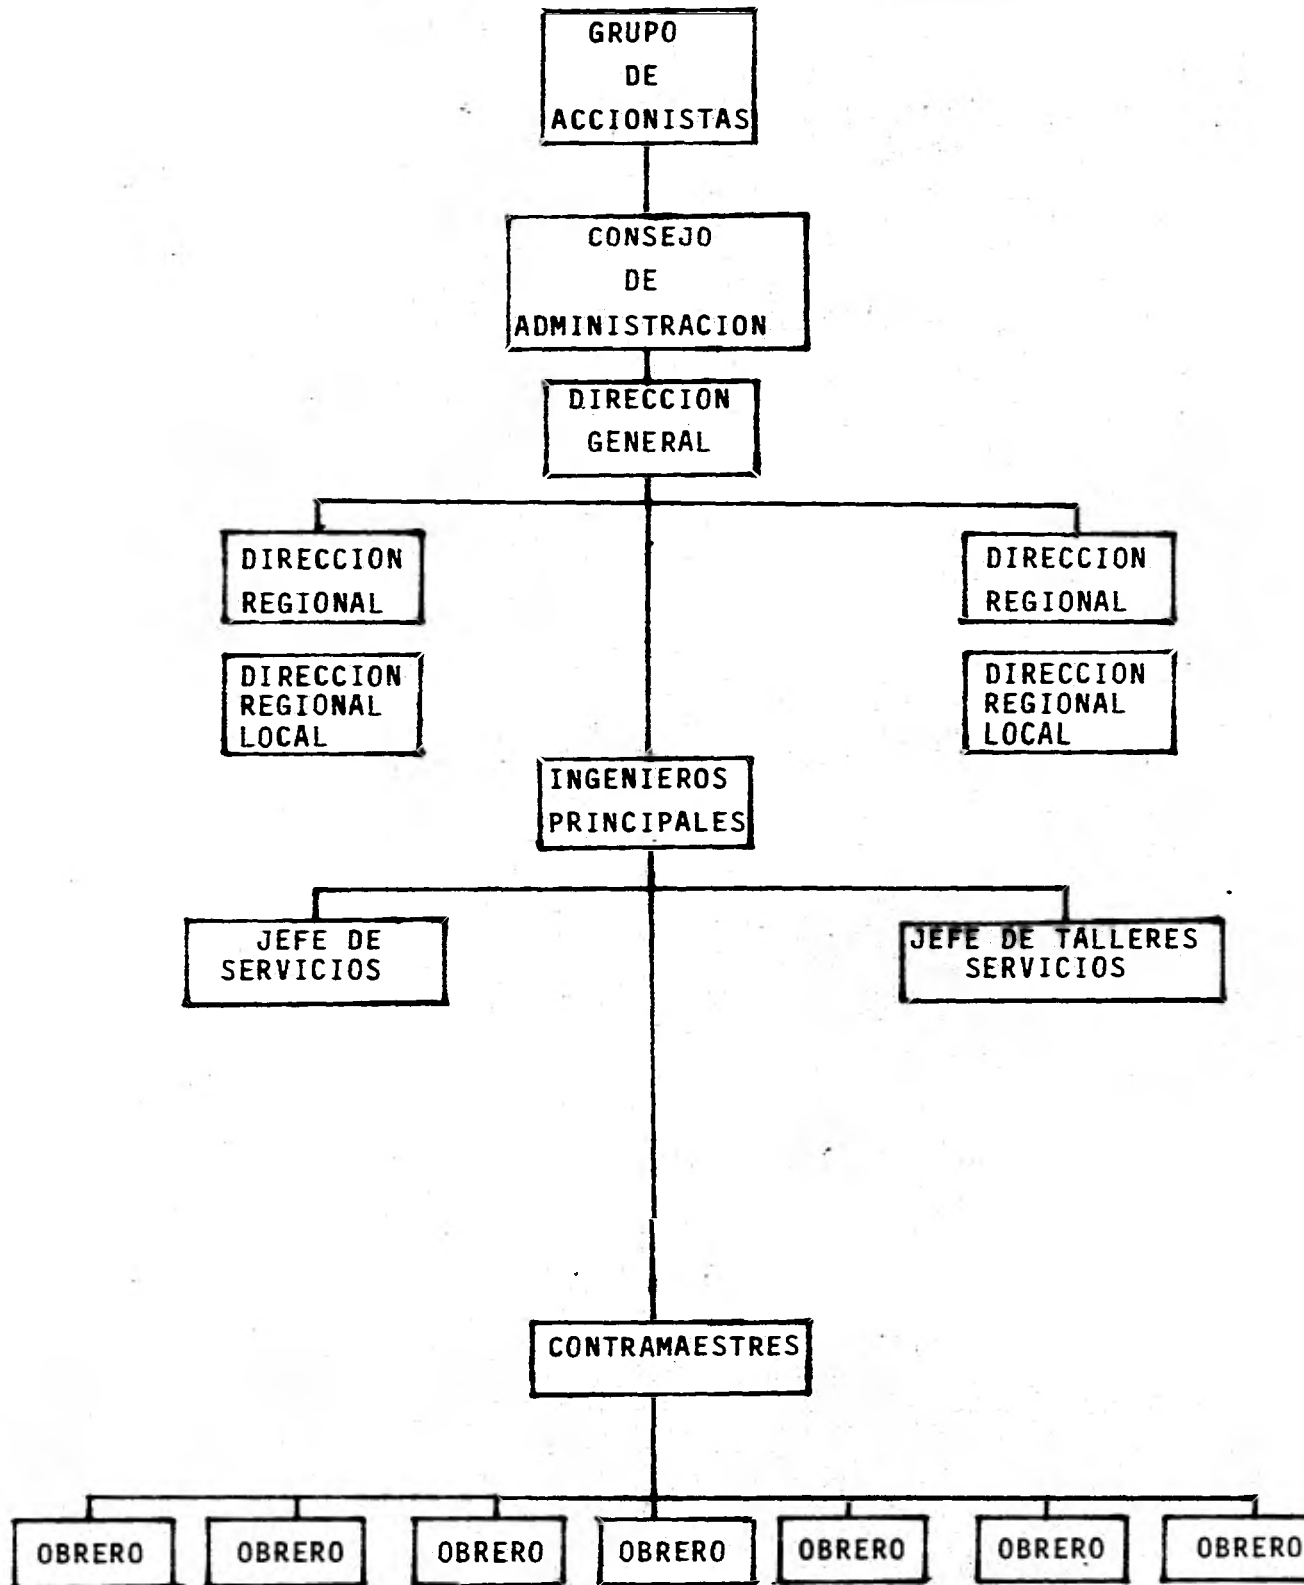 GRUPO
DE
ACCIONISTAS
CONSEJO
DE
ADMINISTRACION
DIRECCION
GENERAL
DIRECCION
REGIONAL
DIRECCION
REGIONAL
DIRECCION
REGIONAL
LOCAL
DIRECCION
REGIONAL
LOCAL
INGENIEROS
PRINCIPALES
JEFE DE
SERVICIOS
JEFE DE TALLERES
SERVICIOS
CONTRAMAESTRES
OBRERO
OBRERO
OBRERO
OBRERO
OBRERO
OBRERO
OBRERO